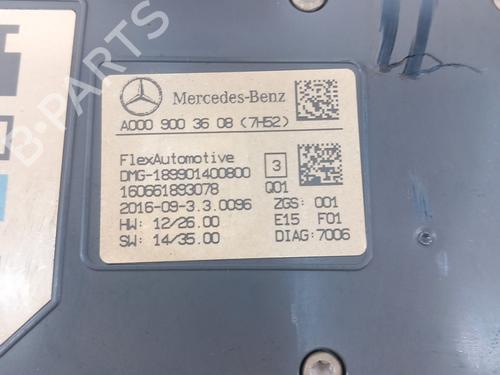 Mercedes-Benz
A000 900 36 08 (7H52)
FlexAutomotive
DMG-189901400800
160661893078
2016-09-3.3.0096
HW: 12/26.00
SW: 14/35.00
3
Q01
ZGS: 001
E15 F01
DIAG:7006
B-PARTS